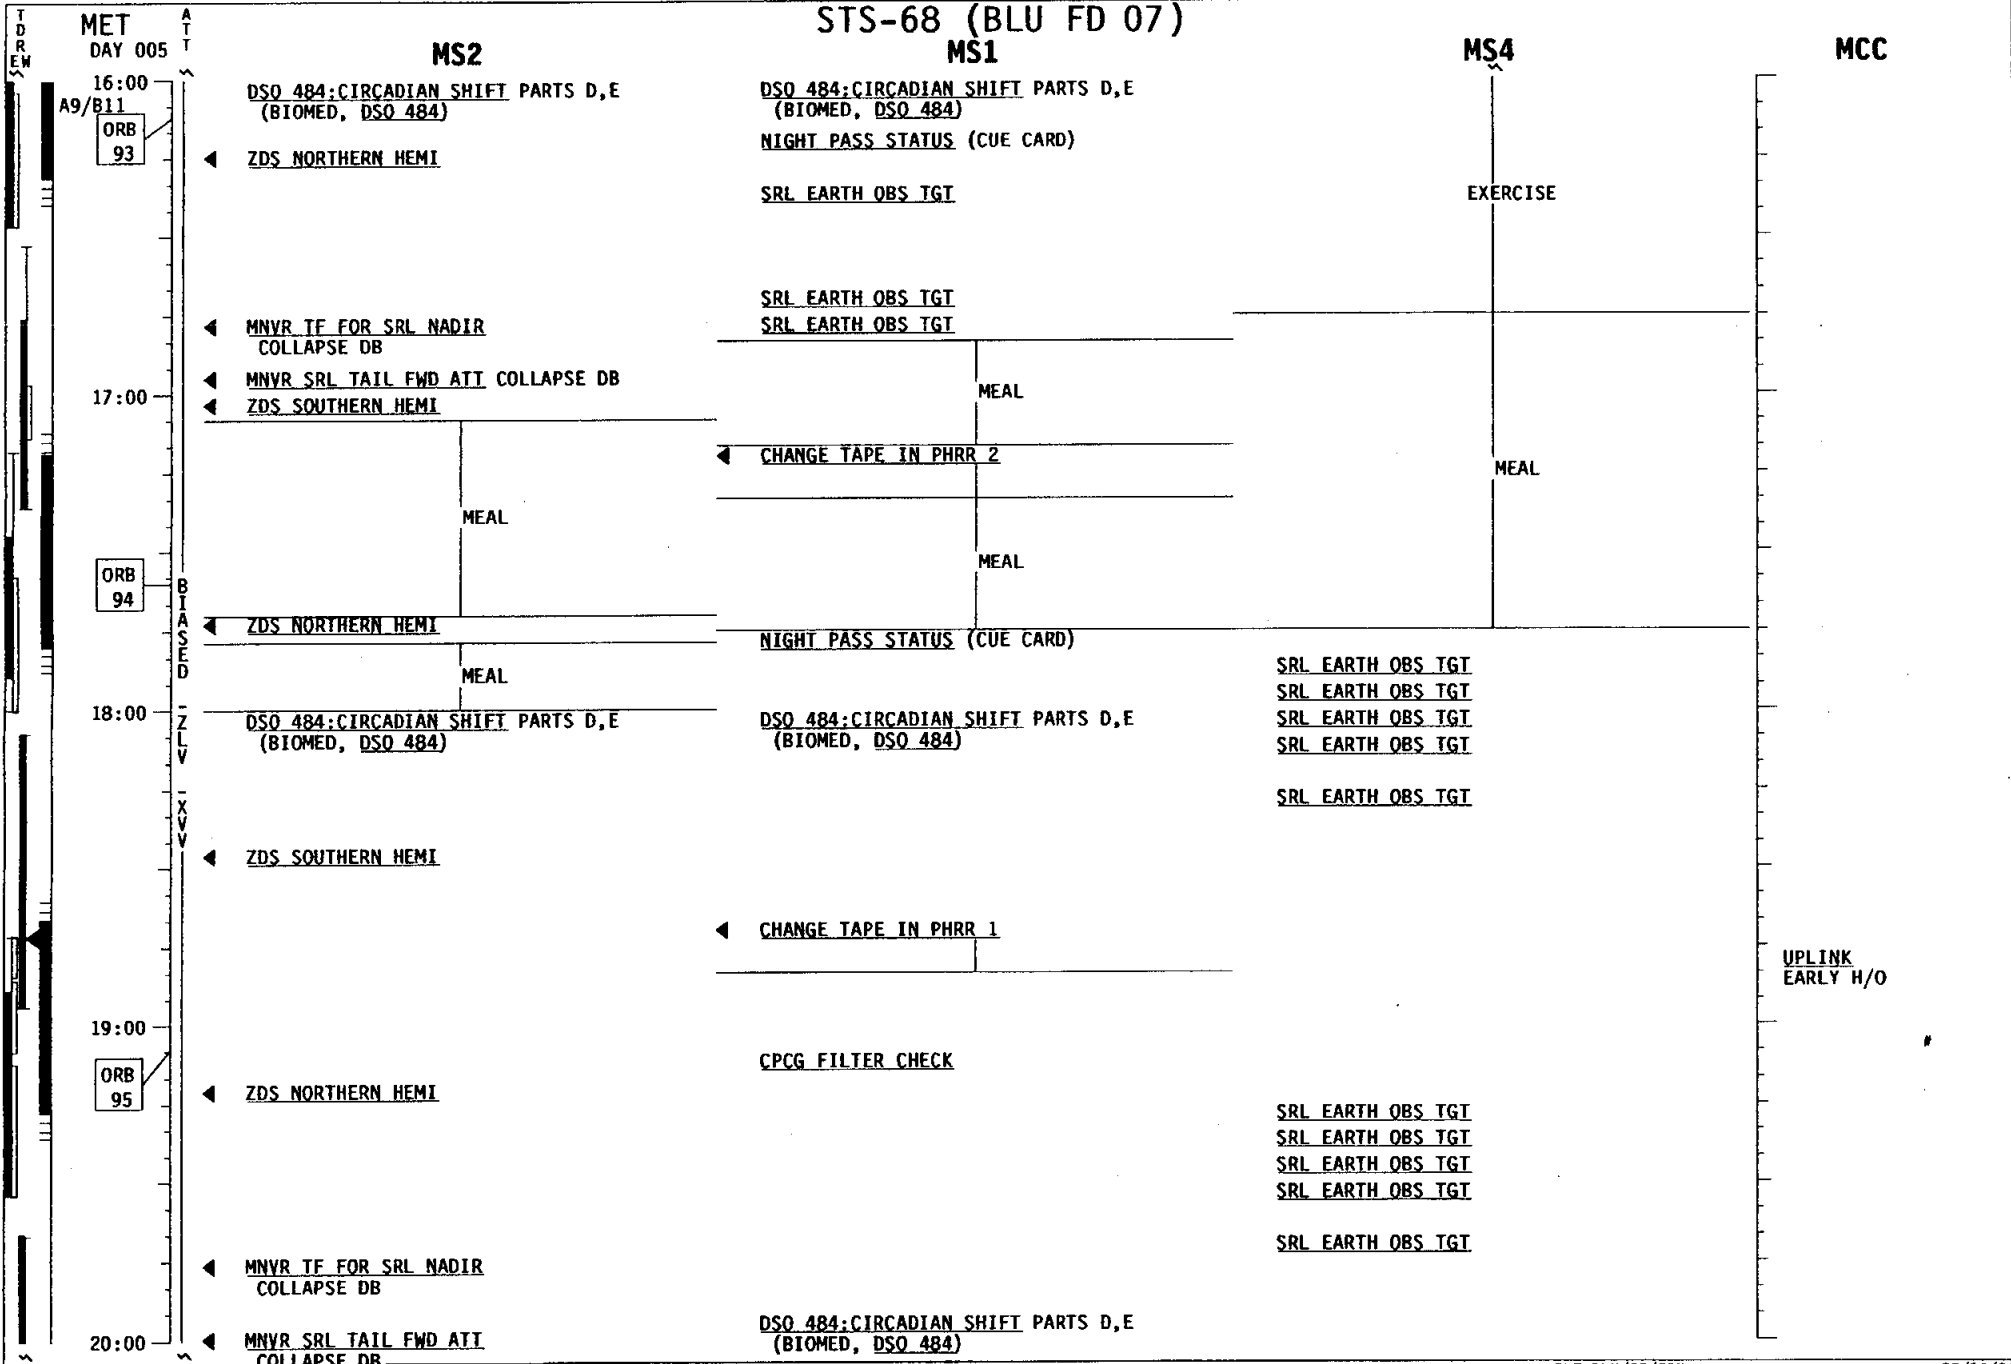 STS-68 (BLU FD 07)
TDRE W
MET
DAY 005
ATT
MS2
MS1
MS4
MCC
16:00
A9/B11
ORB
93
DSO 484:CIRCADIAN SHIFT PARTS D,E
(BIOMED, DSO 484)
DSO 484:CIRCADIAN SHIFT PARTS D,E
(BIOMED, DSO 484)
NIGHT PASS STATUS (CUE CARD)
ZDS NORTHERN HEMI
SRL EARTH OBS TGT
EXERCISE
SRL EARTH OBS TGT
MNVR TF FOR SRL NADIR
COLLAPSE DB
SRL EARTH OBS TGT
MNVR SRL TAIL FWD ATT COLLAPSE DB
MEAL
17:00
ZDS SOUTHERN HEMI
CHANGE TAPE IN PHRR 2
MEAL
MEAL
MEAL
ORB
94
BIASED -ZLV -XVV
ZDS NORTHERN HEMI
NIGHT PASS STATUS (CUE CARD)
MEAL
SRL EARTH OBS TGT
SRL EARTH OBS TGT
18:00
DSO 484:CIRCADIAN SHIFT PARTS D,E
(BIOMED, DSO 484)
DSO 484:CIRCADIAN SHIFT PARTS D,E
(BIOMED, DSO 484)
SRL EARTH OBS TGT
SRL EARTH OBS TGT
SRL EARTH OBS TGT
ZDS SOUTHERN HEMI
CHANGE TAPE IN PHRR 1
UPLINK
EARLY H/O
19:00
CPCG FILTER CHECK
ORB
95
ZDS NORTHERN HEMI
SRL EARTH OBS TGT
SRL EARTH OBS TGT
SRL EARTH OBS TGT
SRL EARTH OBS TGT
SRL EARTH OBS TGT
MNVR TF FOR SRL NADIR
COLLAPSE DB
DSO 484:CIRCADIAN SHIFT PARTS D,E
(BIOMED, DSO 484)
20:00
MNVR SRL TAIL FWD ATT
COLLAPSE DB